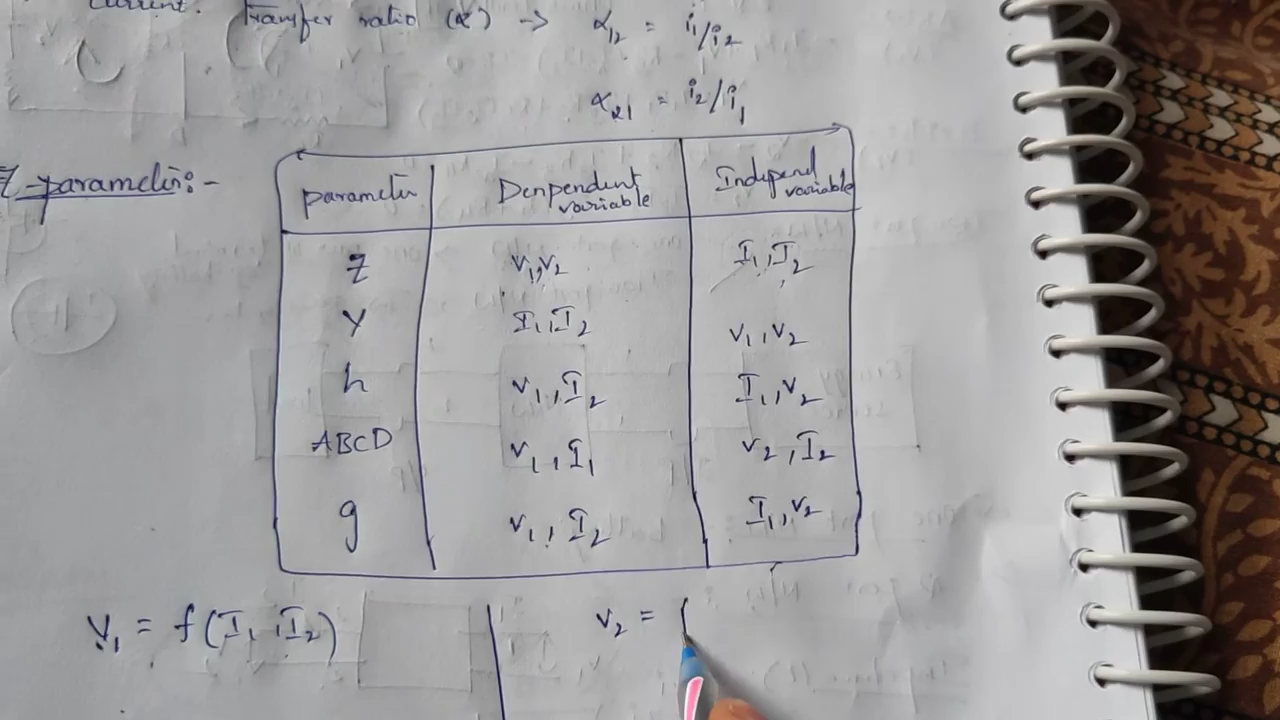 current. Transfer ratio (α) → α12 = i1/i2
α21 = i2/i1
Z-parameter:-
parameter Denpendent variable Independ variable
Z V1,V2 I1,I2
Y I1,I2 V1,V2
h V1,I2 I1,V2
ABCD V1,I1 V2,I2
g V1,I2 I1,V2
V1 = f(I1,I2) V2 = f